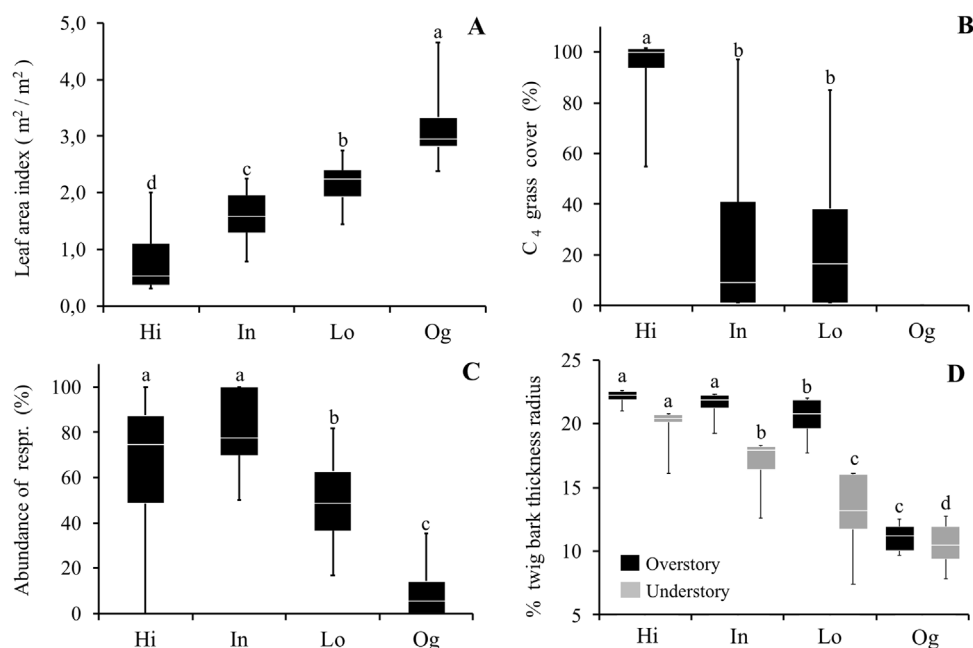 A
Leaf area index ( m² / m² )
5,0
4,0
3,0
2,0
1,0
0,0
d
c
b
a
Hi In Lo Og
B
C₄ grass cover (%)
100
80
60
40
20
0
a
b
b
Hi In Lo Og
C
Abundance of respr. (%)
100
80
60
40
20
0
a
a
b
c
Hi In Lo Og
D
% twig bark thickness radius
25
20
15
10
5
a
a
a
b
b
c
c
d
Overstory
Understory
Hi In Lo Og